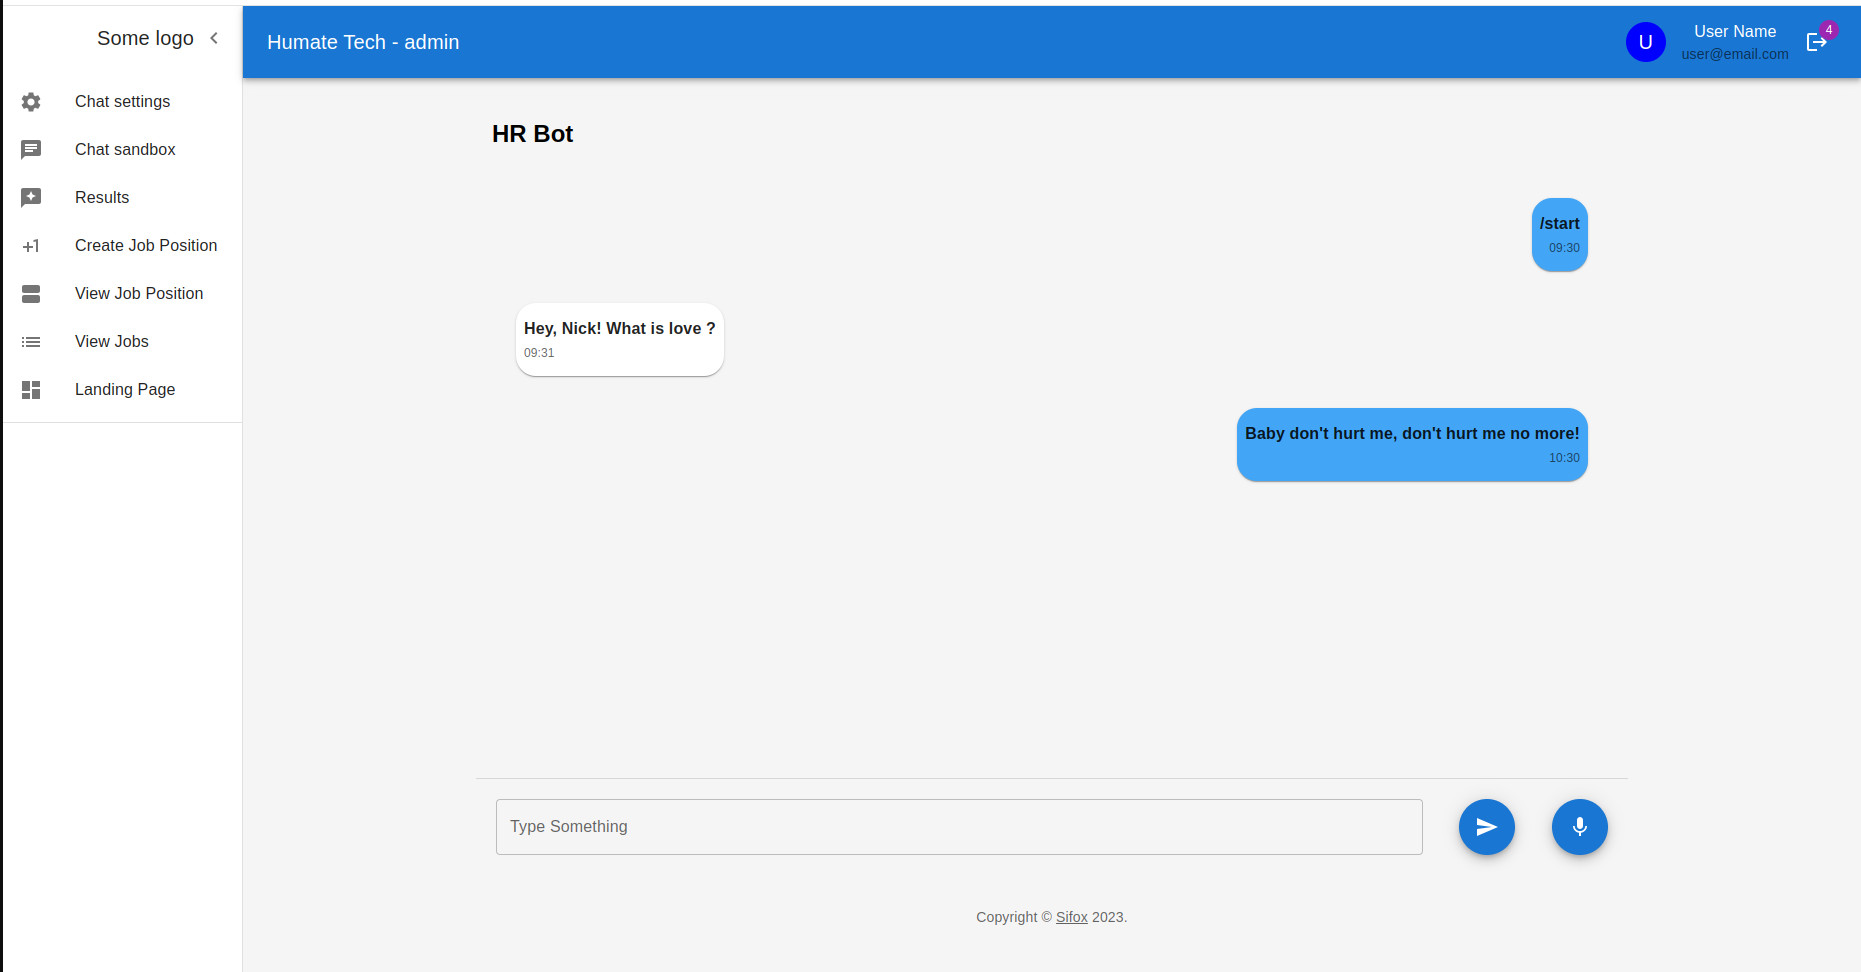 Some logo
Humate Tech - admin
U
User Name
user@email.com
4
Chat settings
Chat sandbox
Results
+1
Create Job Position
View Job Position
View Jobs
Landing Page
HR Bot
/start
09:30
Hey, Nick! What is love ?
09:31
Baby don't hurt me, don't hurt me no more!
10:30
Type Something
Copyright © Sifox 2023.